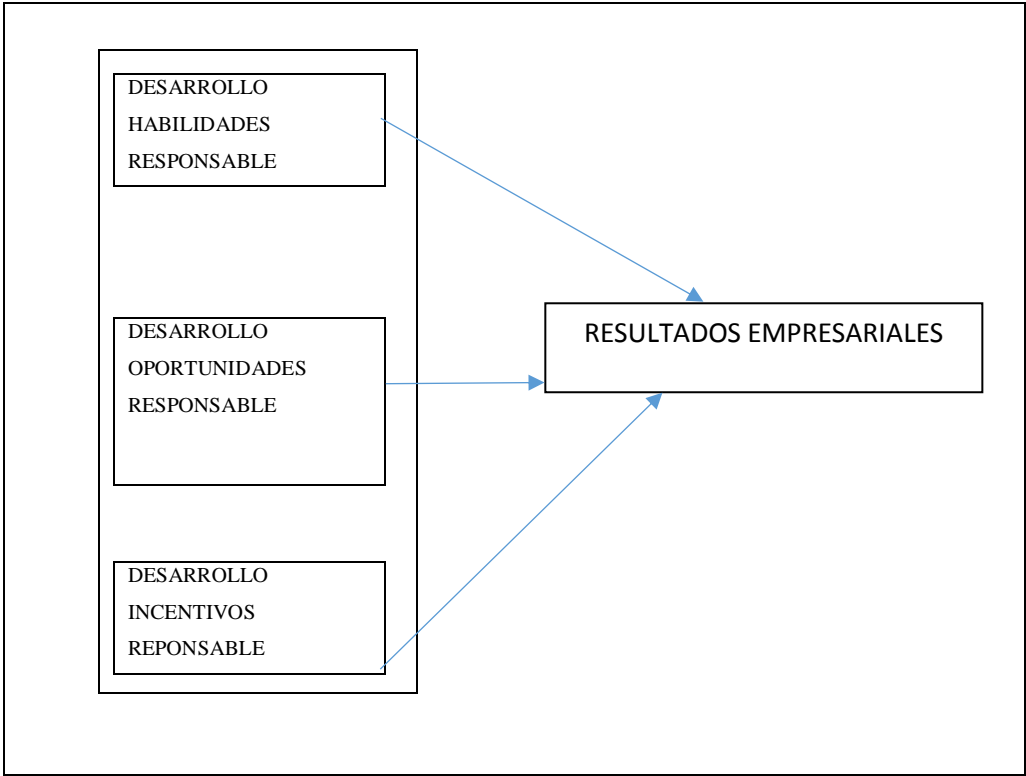 DESARROLLO
HABILIDADES
RESPONSABLE
DESARROLLO
OPORTUNIDADES
RESPONSABLE
RESULTADOS EMPRESARIALES
DESARROLLO
INCENTIVOS
REPONSABLE